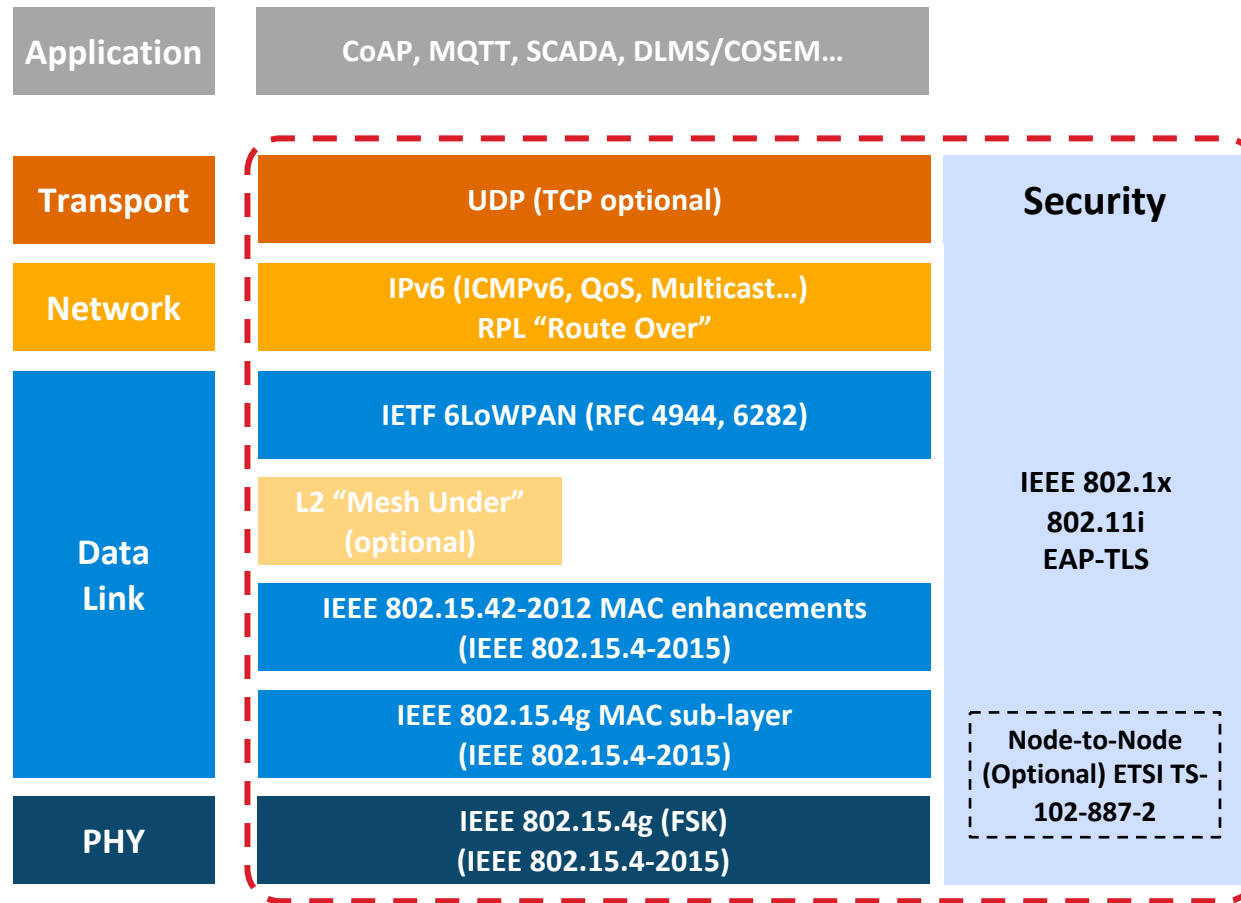 Application
CoAP, MQTT, SCADA, DLMS/COSEM…
Transport
UDP (TCP optional)
Security
Network
IPv6 (ICMPv6, QoS, Multicast…)
RPL “Route Over”
Data
Link
IETF 6LoWPAN (RFC 4944, 6282)
L2 “Mesh Under”
(optional)
IEEE 802.15.42-2012 MAC enhancements
(IEEE 802.15.4-2015)
IEEE 802.15.4g MAC sub-layer
(IEEE 802.15.4-2015)
IEEE 802.1x
802.11i
EAP-TLS
Node-to-Node
(Optional) ETSI TS-
102-887-2
PHY
IEEE 802.15.4g (FSK)
(IEEE 802.15.4-2015)